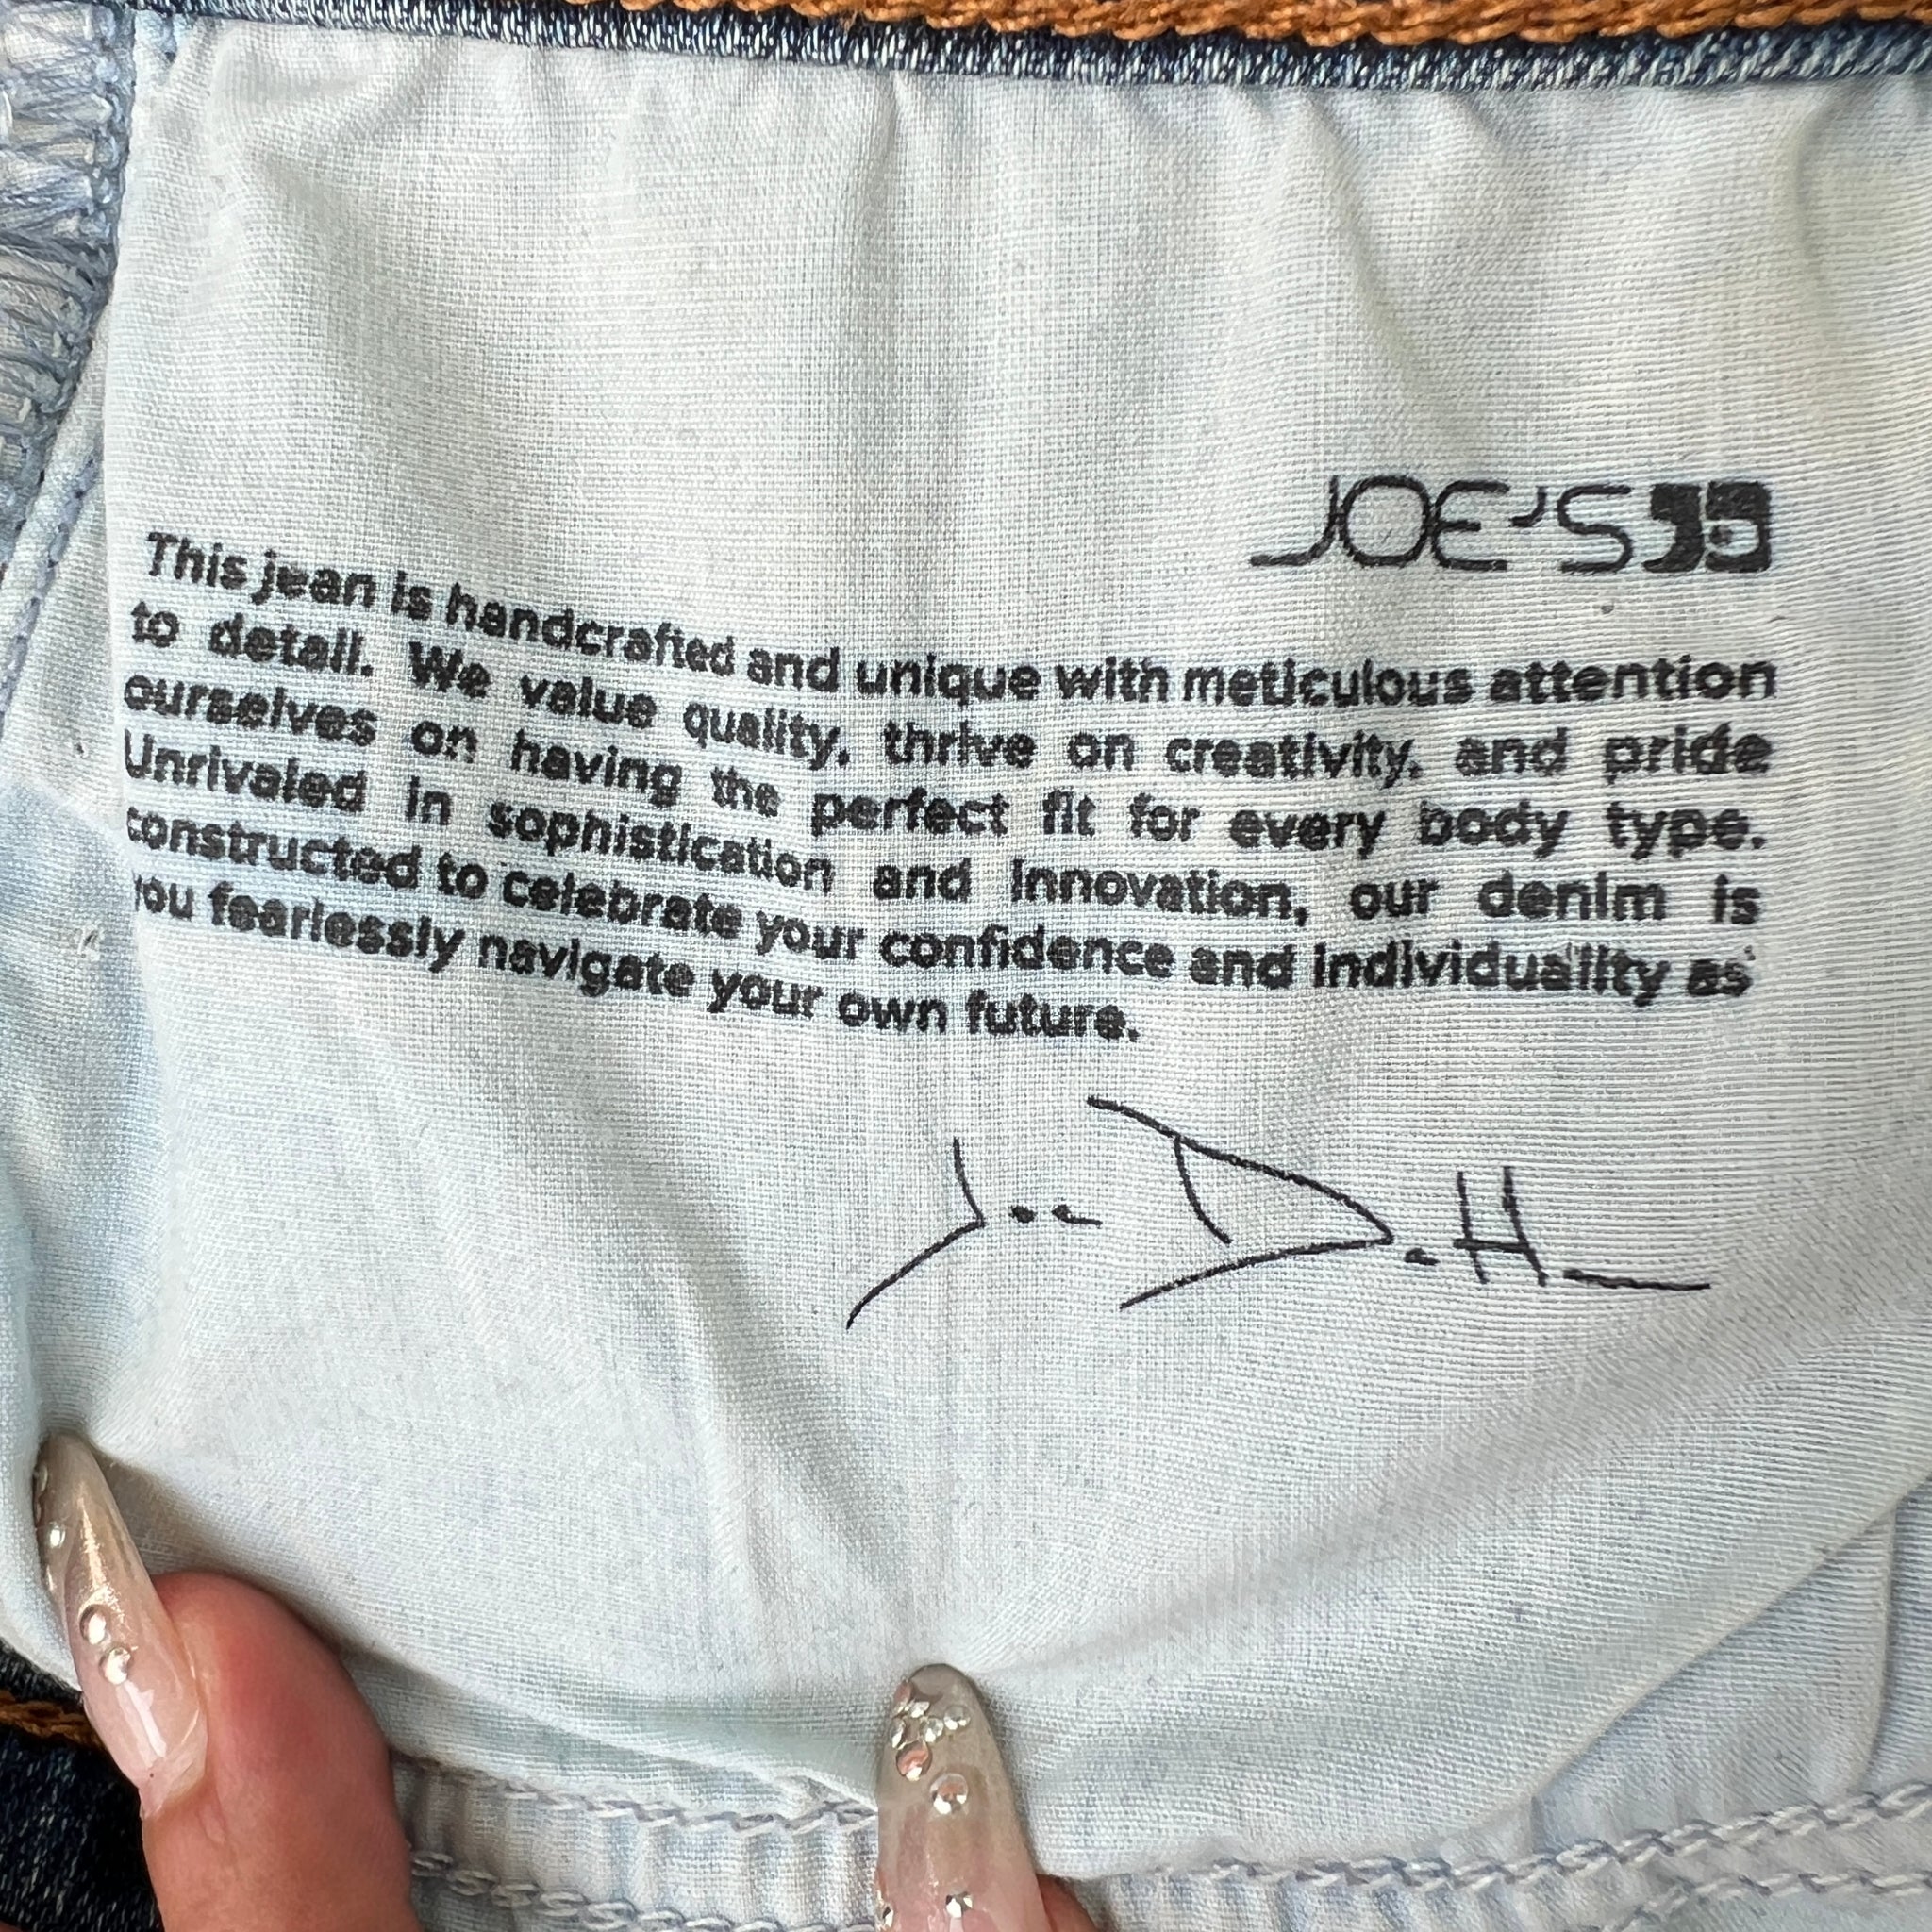 JOE'S
This jean is handcrafted and unique with meticulous attention
to detail. We value quality, thrive on creativity, and pride
ourselves on having the perfect fit for every body type.
Unrivaled in sophistication and innovation, our denim is
constructed to celebrate your confidence and individuality as
you fearlessly navigate your own future.
Joe